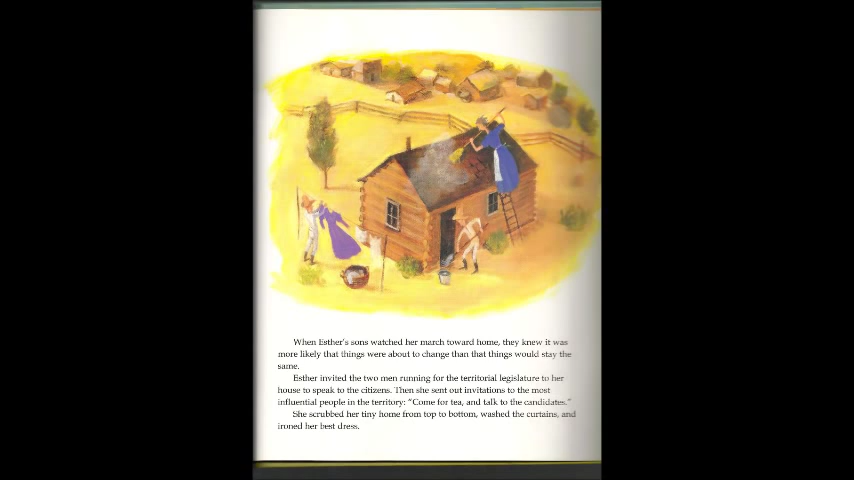 When Esther's sons watched her march toward home, they knew it was
more likely that things were about to change than that things would stay the
same.
Esther invited the two men running for the territorial legislature to her
house to speak to the citizens. Then she sent out invitations to the most
influential people in the territory: “Come for tea, and talk to the candidates.”
She scrubbed her tiny home from top to bottom, washed the curtains, and
ironed her best dress.